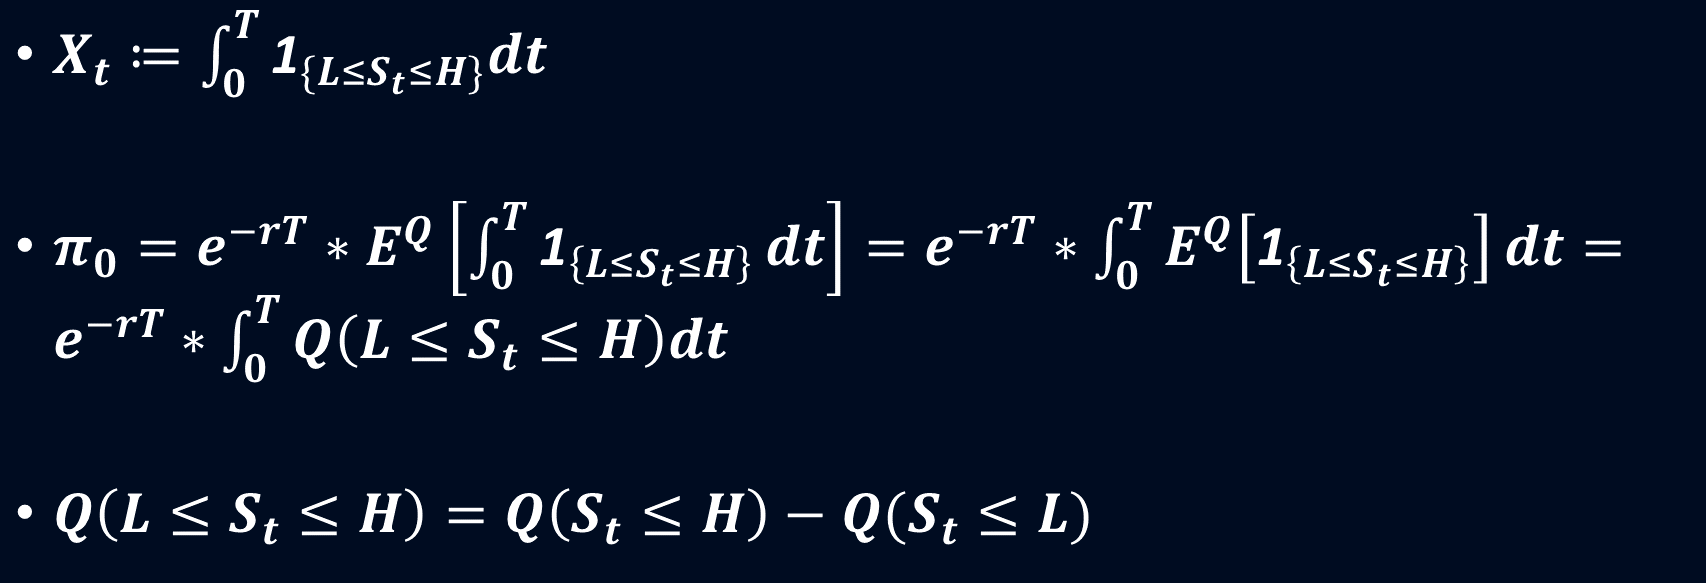 • X_t := ∫_0^T 1_{L≤S_t≤H} dt
• π_0 = e^{-rT} * E^Q [∫_0^T 1_{L≤S_t≤H} dt] = e^{-rT} * ∫_0^T E^Q[1_{L≤S_t≤H}] dt =
e^{-rT} * ∫_0^T Q(L ≤ S_t ≤ H)dt
• Q(L ≤ S_t ≤ H) = Q(S_t ≤ H) − Q(S_t ≤ L)